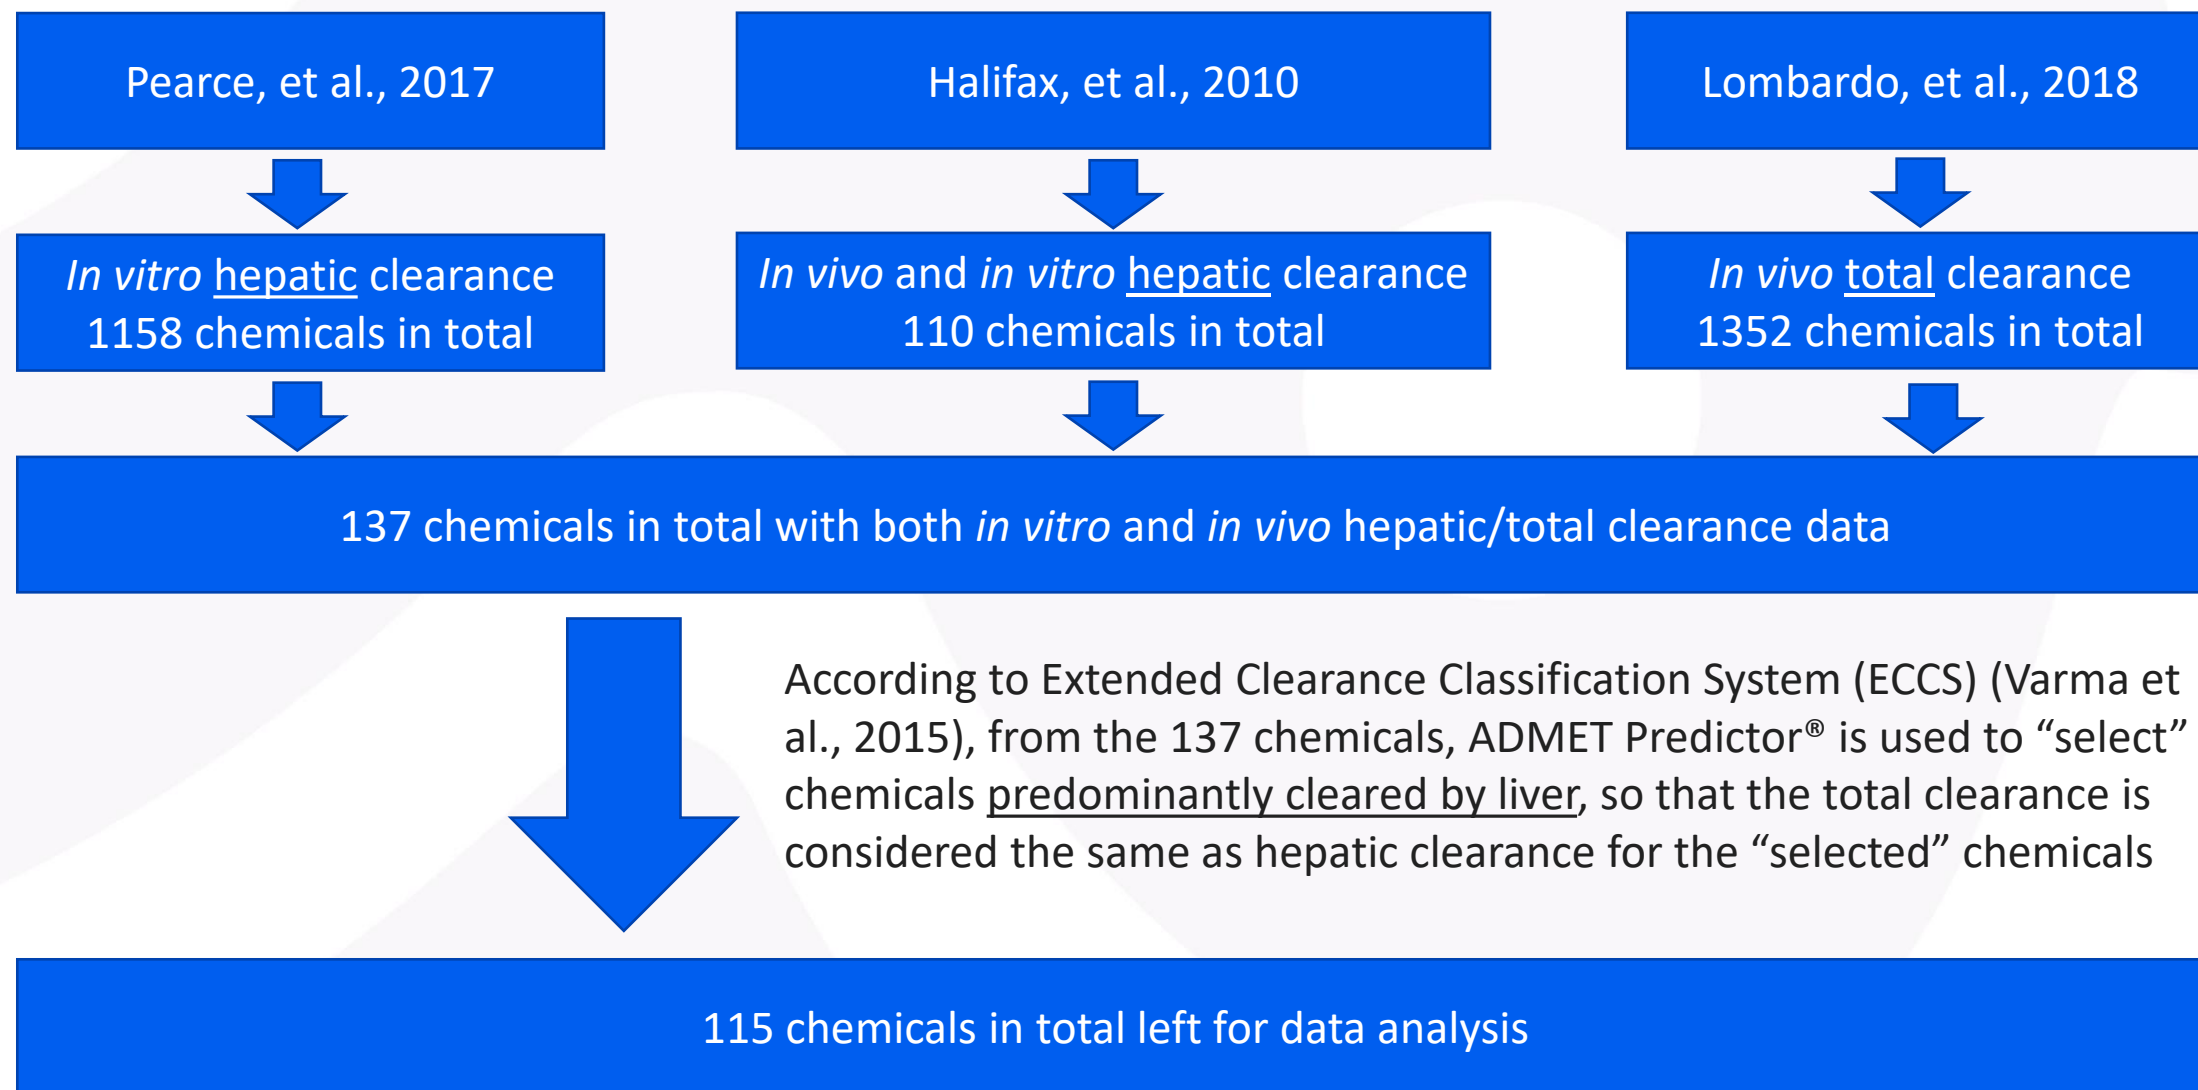 Pearce, et al., 2017
Halifax, et al., 2010
Lombardo, et al., 2018
In vitro hepatic clearance
1158 chemicals in total
In vivo and in vitro hepatic clearance
110 chemicals in total
In vivo total clearance
1352 chemicals in total
137 chemicals in total with both in vitro and in vivo hepatic/total clearance data
According to Extended Clearance Classification System (ECCS) (Varma et
al., 2015), from the 137 chemicals, ADMET Predictor® is used to “select”
chemicals predominantly cleared by liver, so that the total clearance is
considered the same as hepatic clearance for the “selected” chemicals
115 chemicals in total left for data analysis